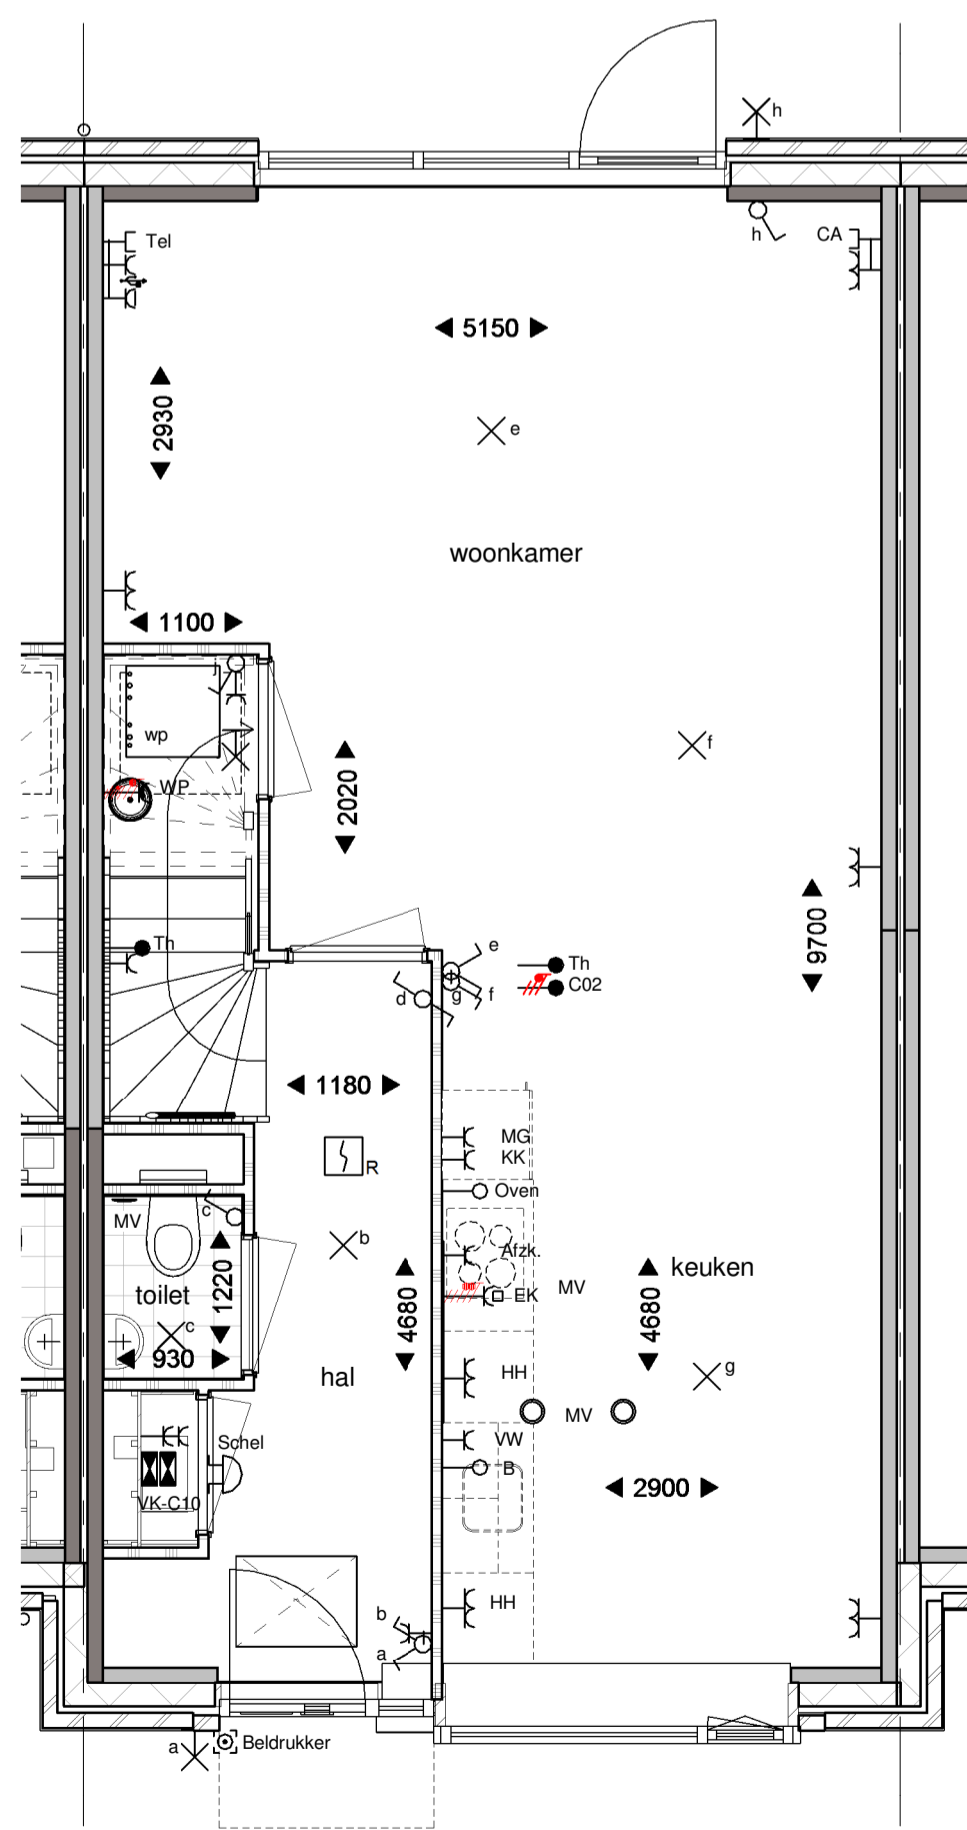 h
h
CA
Tel
5150
2930
e
woonkamer
1100
wp
f
WP
2020
9700
Th
e
Th
d
g
f
C02
1180
MG
KK
R
Oven
c
MV
b
Afzk.
keuken
1220
toilet
EK
MV
4680
4680
c
930
g
hal
HH
MV
Schel
VW
B
2900
VK-C10
HH
b
a
a
Beldrukker